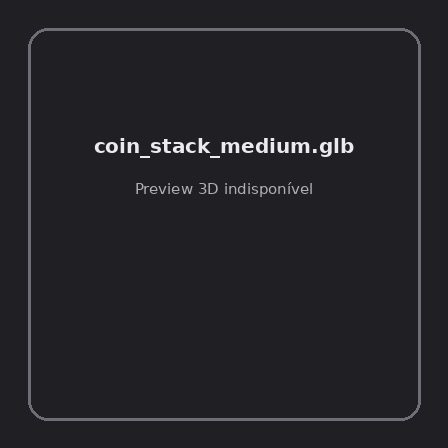 coin_stack_medium.glb
Preview 3D indisponível